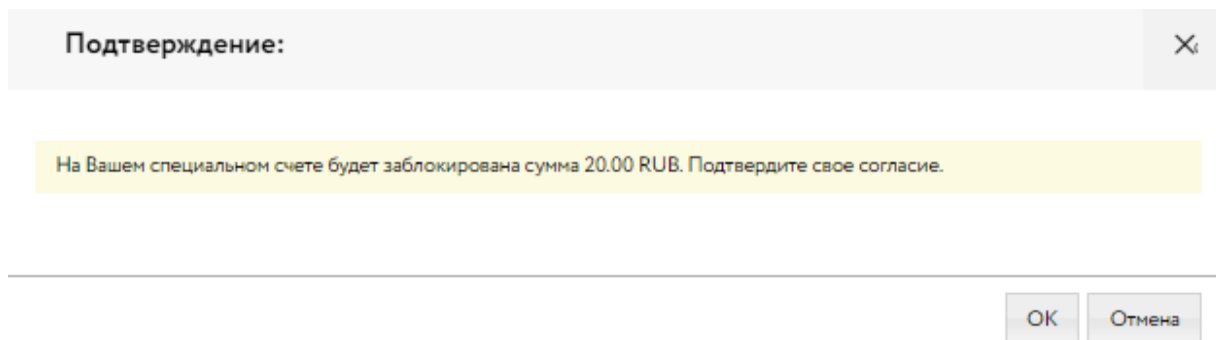 Подтверждение:
На Вашем специальном счете будет заблокирована сумма 20.00 RUB. Подтвердите свое согласие.
OK Отмена